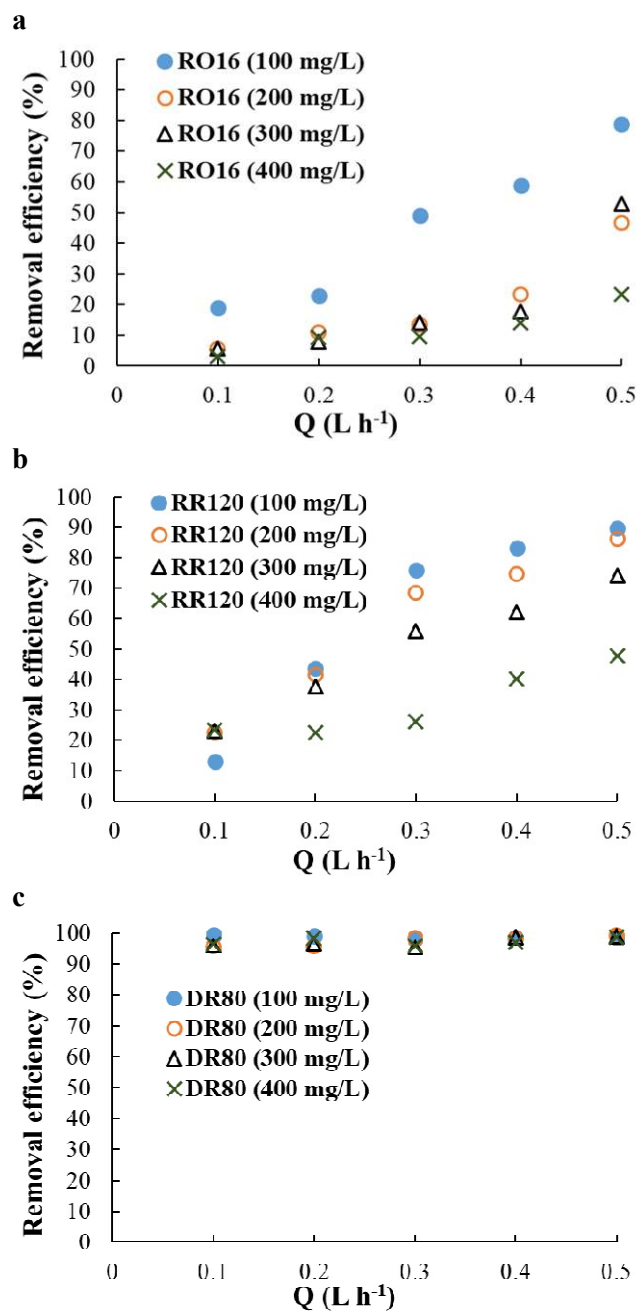 a
Removal efficiency (%)
100
90
80
70
60
50
40
30
20
10
0
RO16 (100 mg/L)
RO16 (200 mg/L)
RO16 (300 mg/L)
RO16 (400 mg/L)
0 0.1 0.2 0.3 0.4 0.5
Q (L h⁻¹)
b
Removal efficiency (%)
100
90
80
70
60
50
40
30
20
10
0
RR120 (100 mg/L)
RR120 (200 mg/L)
RR120 (300 mg/L)
RR120 (400 mg/L)
0 0.1 0.2 0.3 0.4 0.5
Q (L h⁻¹)
c
Removal efficiency (%)
100
90
80
70
60
50
40
30
20
10
0
DR80 (100 mg/L)
DR80 (200 mg/L)
DR80 (300 mg/L)
DR80 (400 mg/L)
0 0.1 0.2 0.3 0.4 0.5
Q (L h⁻¹)